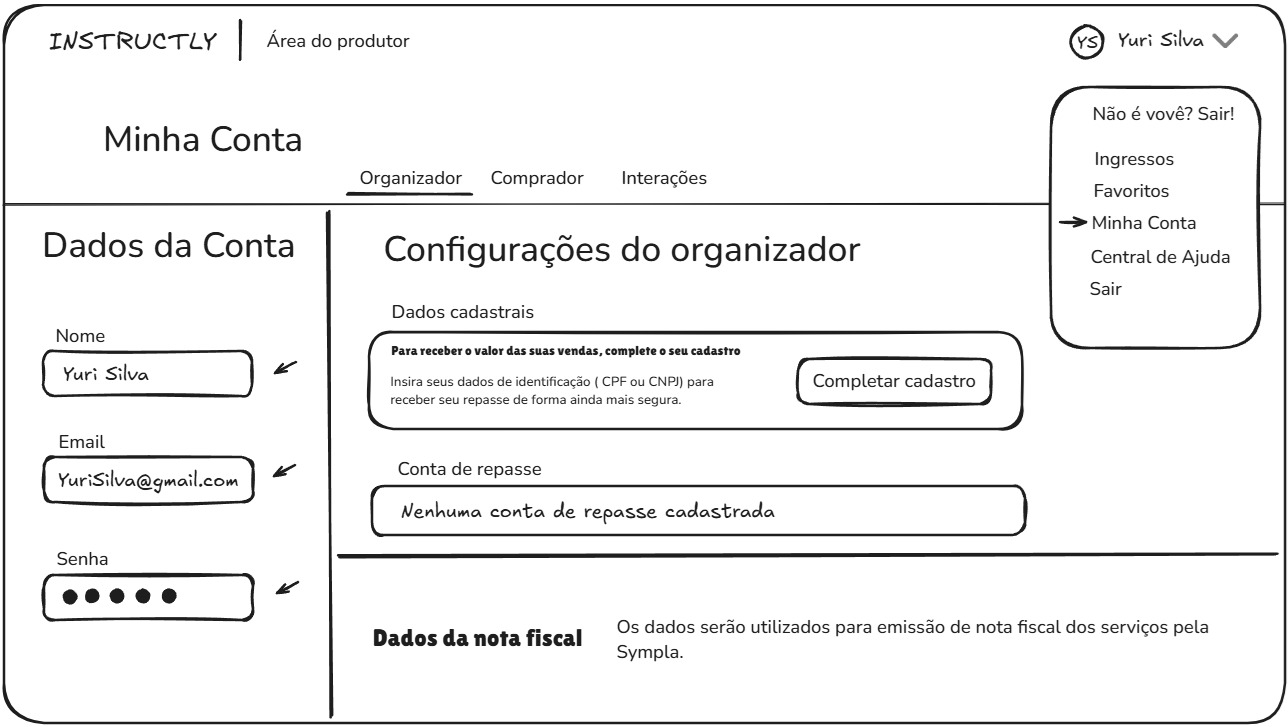 INSTRUCTLY
Área do produtor
YS
Yuri Silva
Não é vovê? Sair!
Ingressos
Favoritos
Minha Conta
Central de Ajuda
Sair
Minha Conta
Organizador
Comprador
Interações
Dados da Conta
Nome
Yuri Silva
Email
YuriSilva@gmail.com
Senha
Configurações do organizador
Dados cadastrais
Para receber o valor das suas vendas, complete o seu cadastro
Insira seus dados de identificação ( CPF ou CNPJ) para
receber seu repasse de forma ainda mais segura.
Completar cadastro
Conta de repasse
Nenhuma conta de repasse cadastrada
Dados da nota fiscal
Os dados serão utilizados para emissão de nota fiscal dos serviços pela
Sympla.